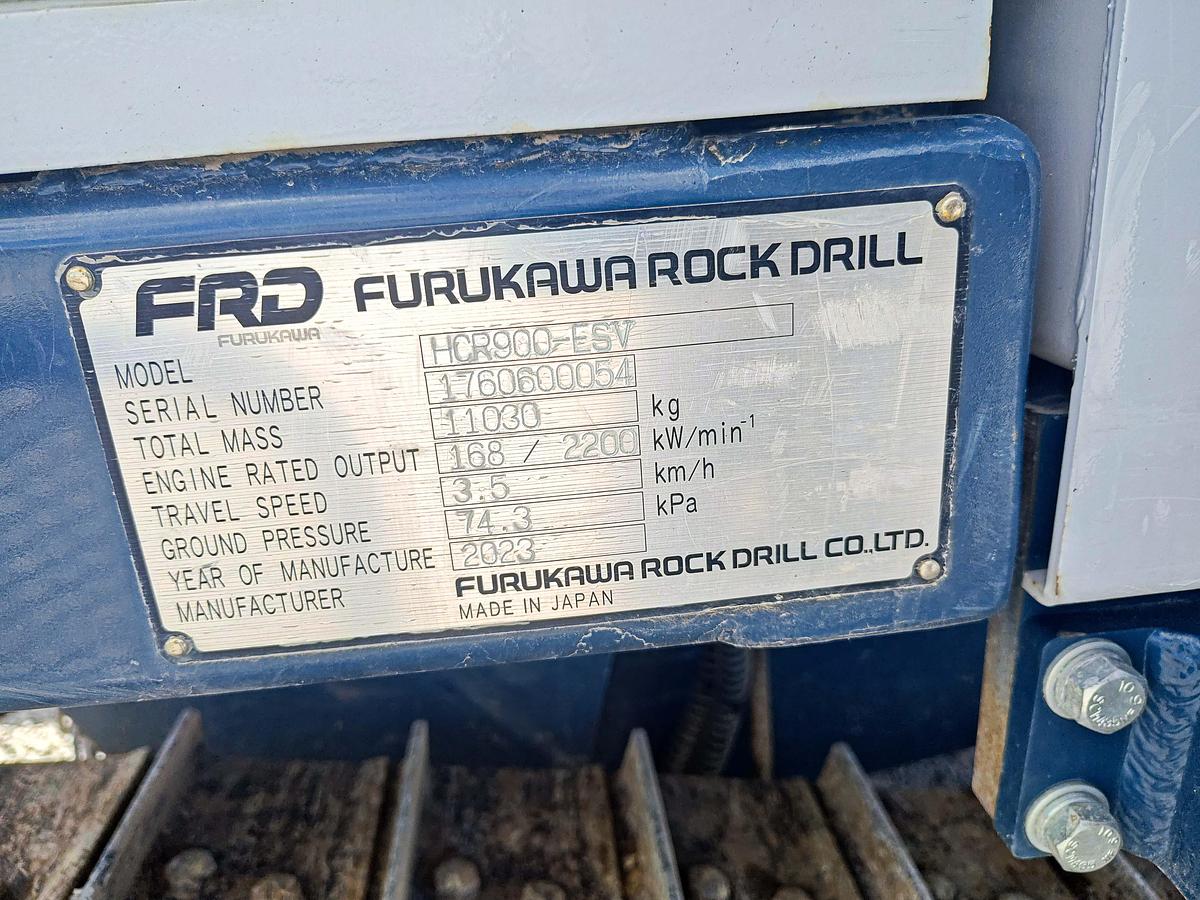 FRD FURUKAWA ROCK DRILL
FURUKAWA
MODEL HCR900-ESV
SERIAL NUMBER 1760600054
TOTAL MASS 11030 kg
ENGINE RATED OUTPUT 168 / 2200 kW/min-1
TRAVEL SPEED 3.5 km/h
GROUND PRESSURE 74.3 kPa
YEAR OF MANUFACTURE 2023
MANUFACTURER FURUKAWA ROCK DRILL CO.,LTD.
MADE IN JAPAN